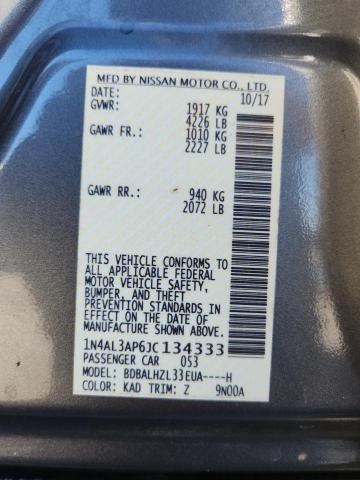 MFD BY NISSAN MOTOR CO., LTD.
DATE: 10/17
GVWR: 1917 KG
4226 LB
GAWR FR.: 1010 KG
2227 LB
GAWR RR.: 940 KG
2072 LB
THIS VEHICLE CONFORMS TO
ALL APPLICABLE FEDERAL
MOTOR VEHICLE SAFETY,
BUMPER, AND THEFT
PREVENTION STANDARDS IN
EFFECT ON THE DATE OF
MANUFACTURE SHOWN ABOVE.
1N4AL3AP6JC134333
PASSENGER CAR 053
MODEL: BDBALHZL33EUA----H
COLOR: KAD TRIM: Z 9N00A